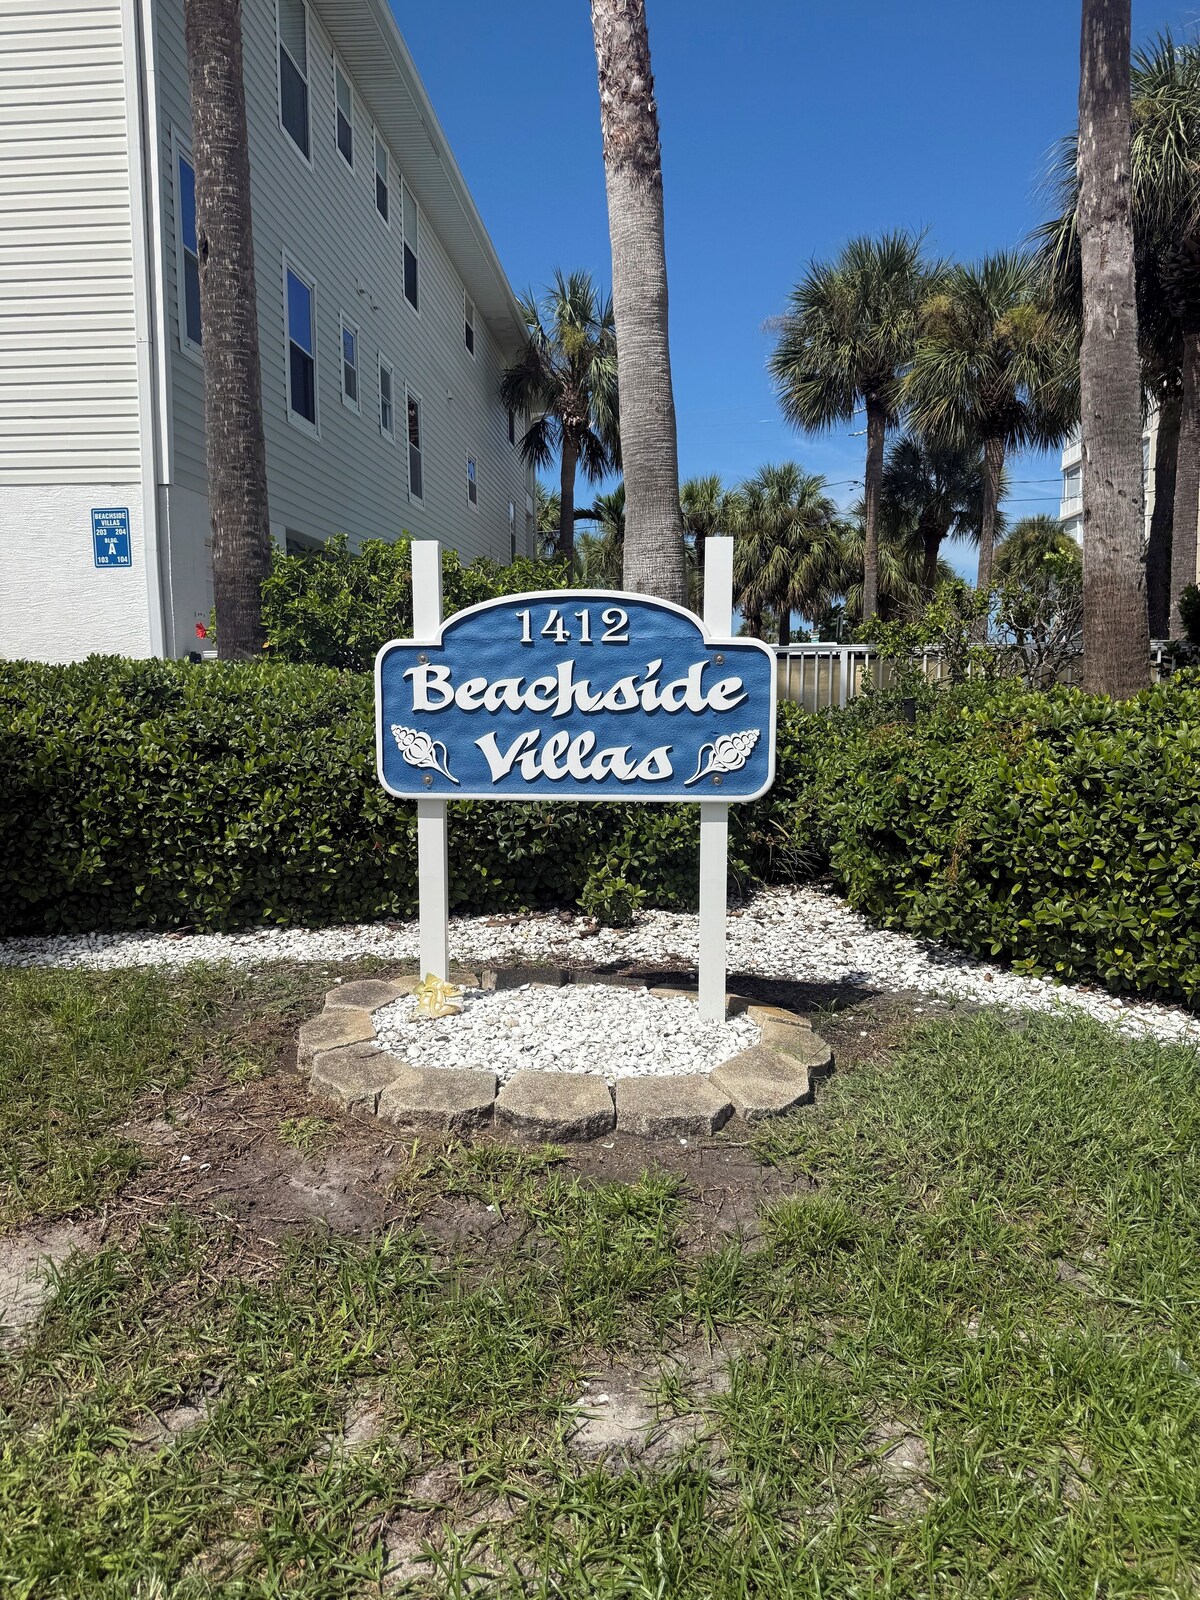 1412
Beachside
Villas
BEACHSIDE
VILLAS
203 204
BLDG.
A
103 104